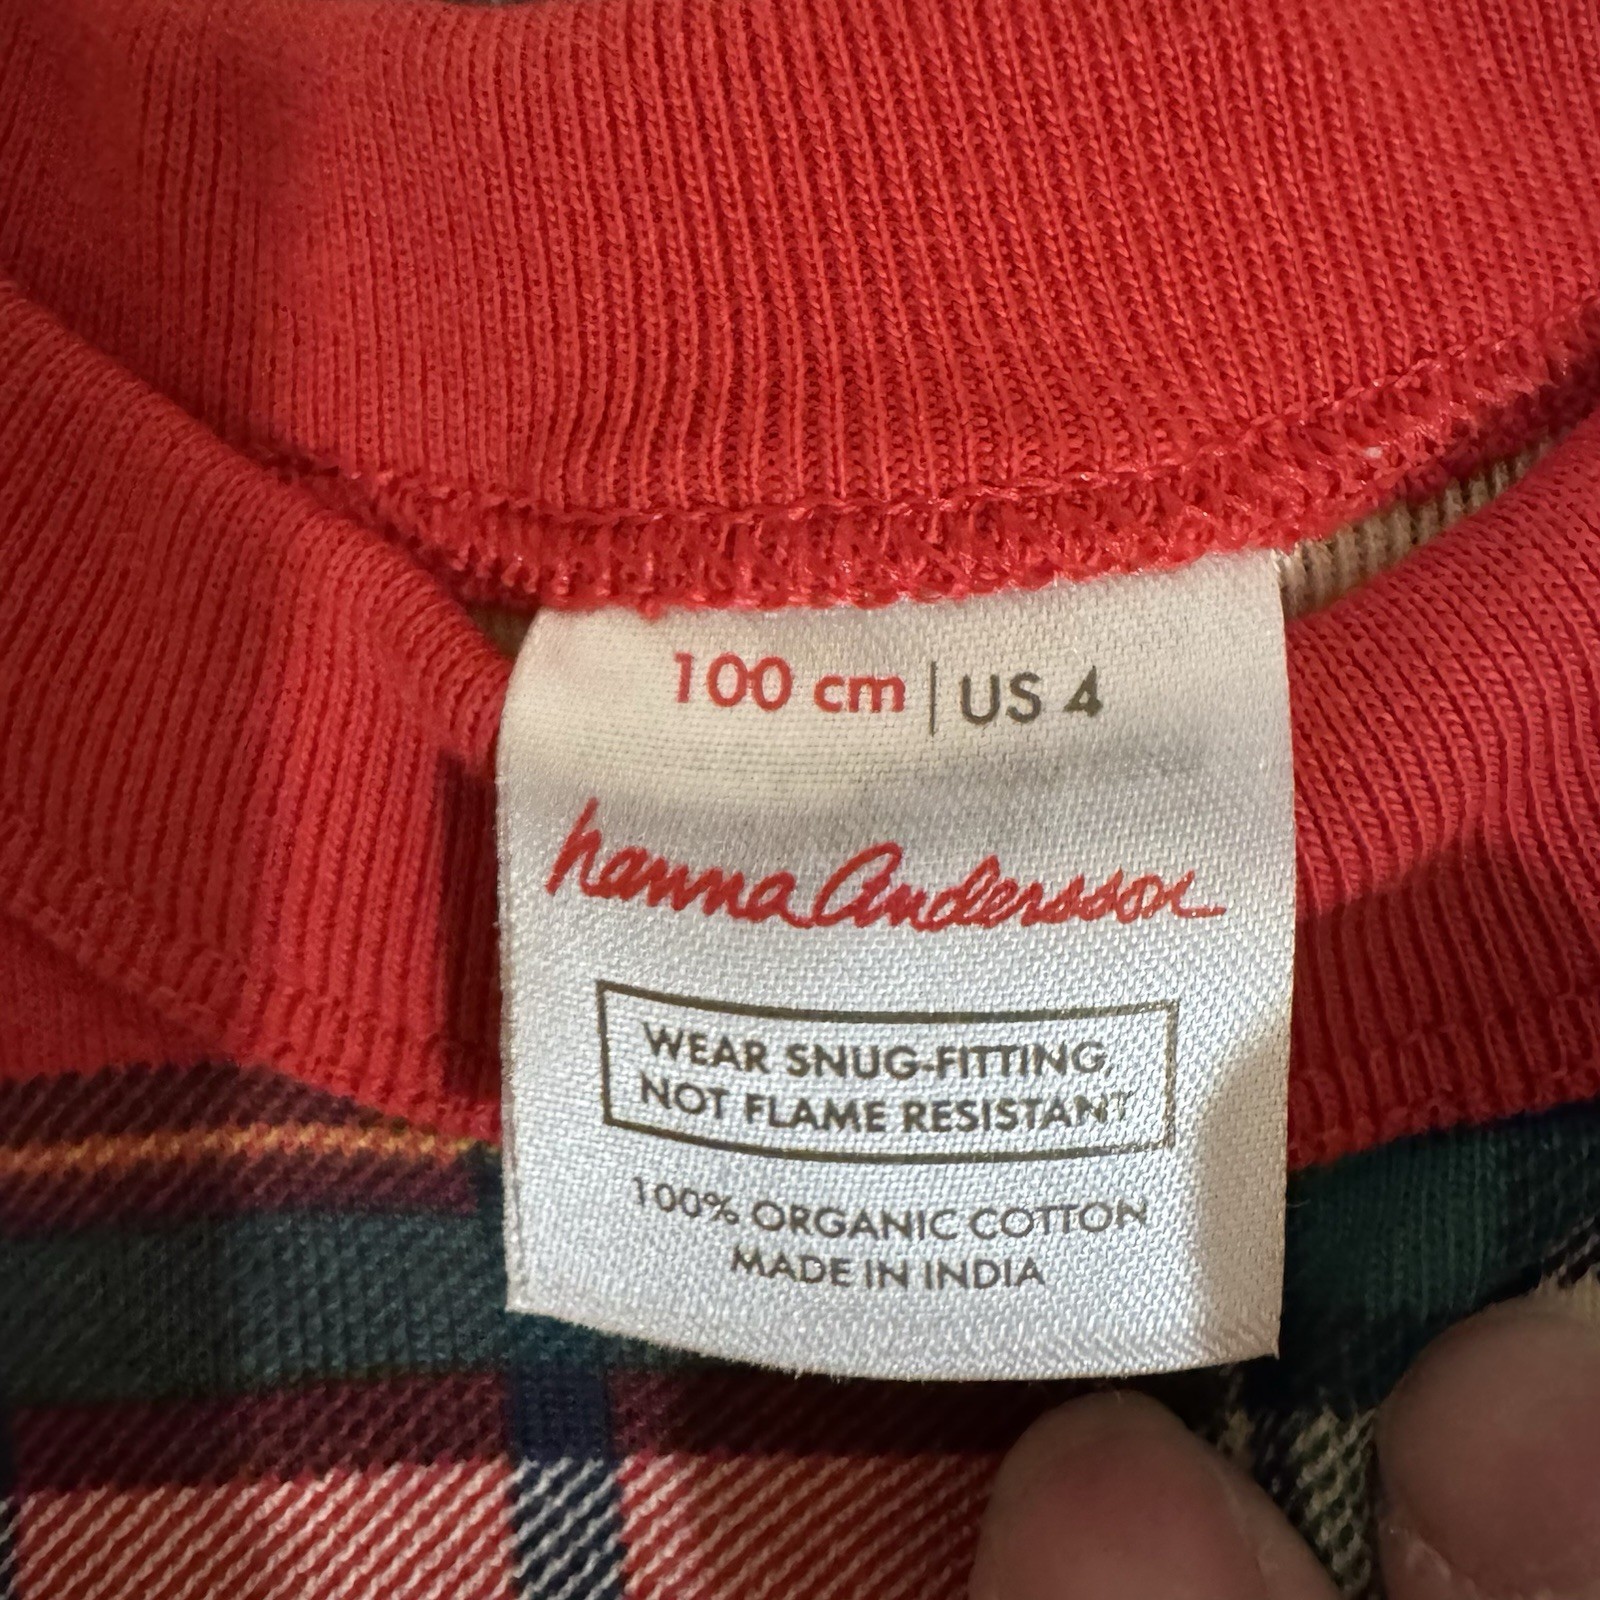 100 cm | US 4
hanna Andersson
WEAR SNUG-FITTING,
NOT FLAME RESISTANT
100% ORGANIC COTTON
MADE IN INDIA